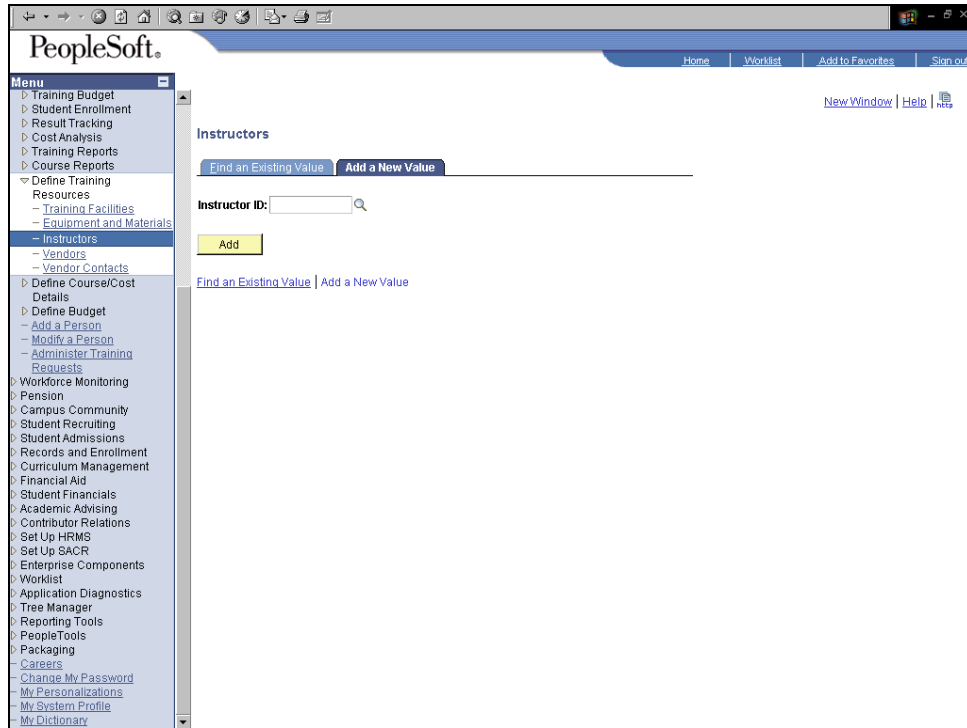 PeopleSoft®
Home Worklist Add to Favorites Sign out
Menu
Training Budget
Student Enrollment
Result Tracking
Cost Analysis
Training Reports
Course Reports
Define Training
Resources
– Training Facilities
– Equipment and Materials
– Instructors
– Vendors
– Vendor Contacts
Define Course/Cost
Details
Define Budget
– Add a Person
– Modify a Person
– Administer Training
Requests
Workforce Monitoring
Pension
Campus Community
Student Recruiting
Student Admissions
Records and Enrollment
Curriculum Management
Financial Aid
Student Financials
Academic Advising
Contributor Relations
Set Up HRMS
Set Up SACR
Enterprise Components
Worklist
Application Diagnostics
Tree Manager
Reporting Tools
PeopleTools
Packaging
– Careers
– Change My Password
– My Personalizations
– My System Profile
– My Dictionary
New Window | Help | http
Instructors
Find an Existing Value Add a New Value
Instructor ID:
Add
Find an Existing Value | Add a New Value